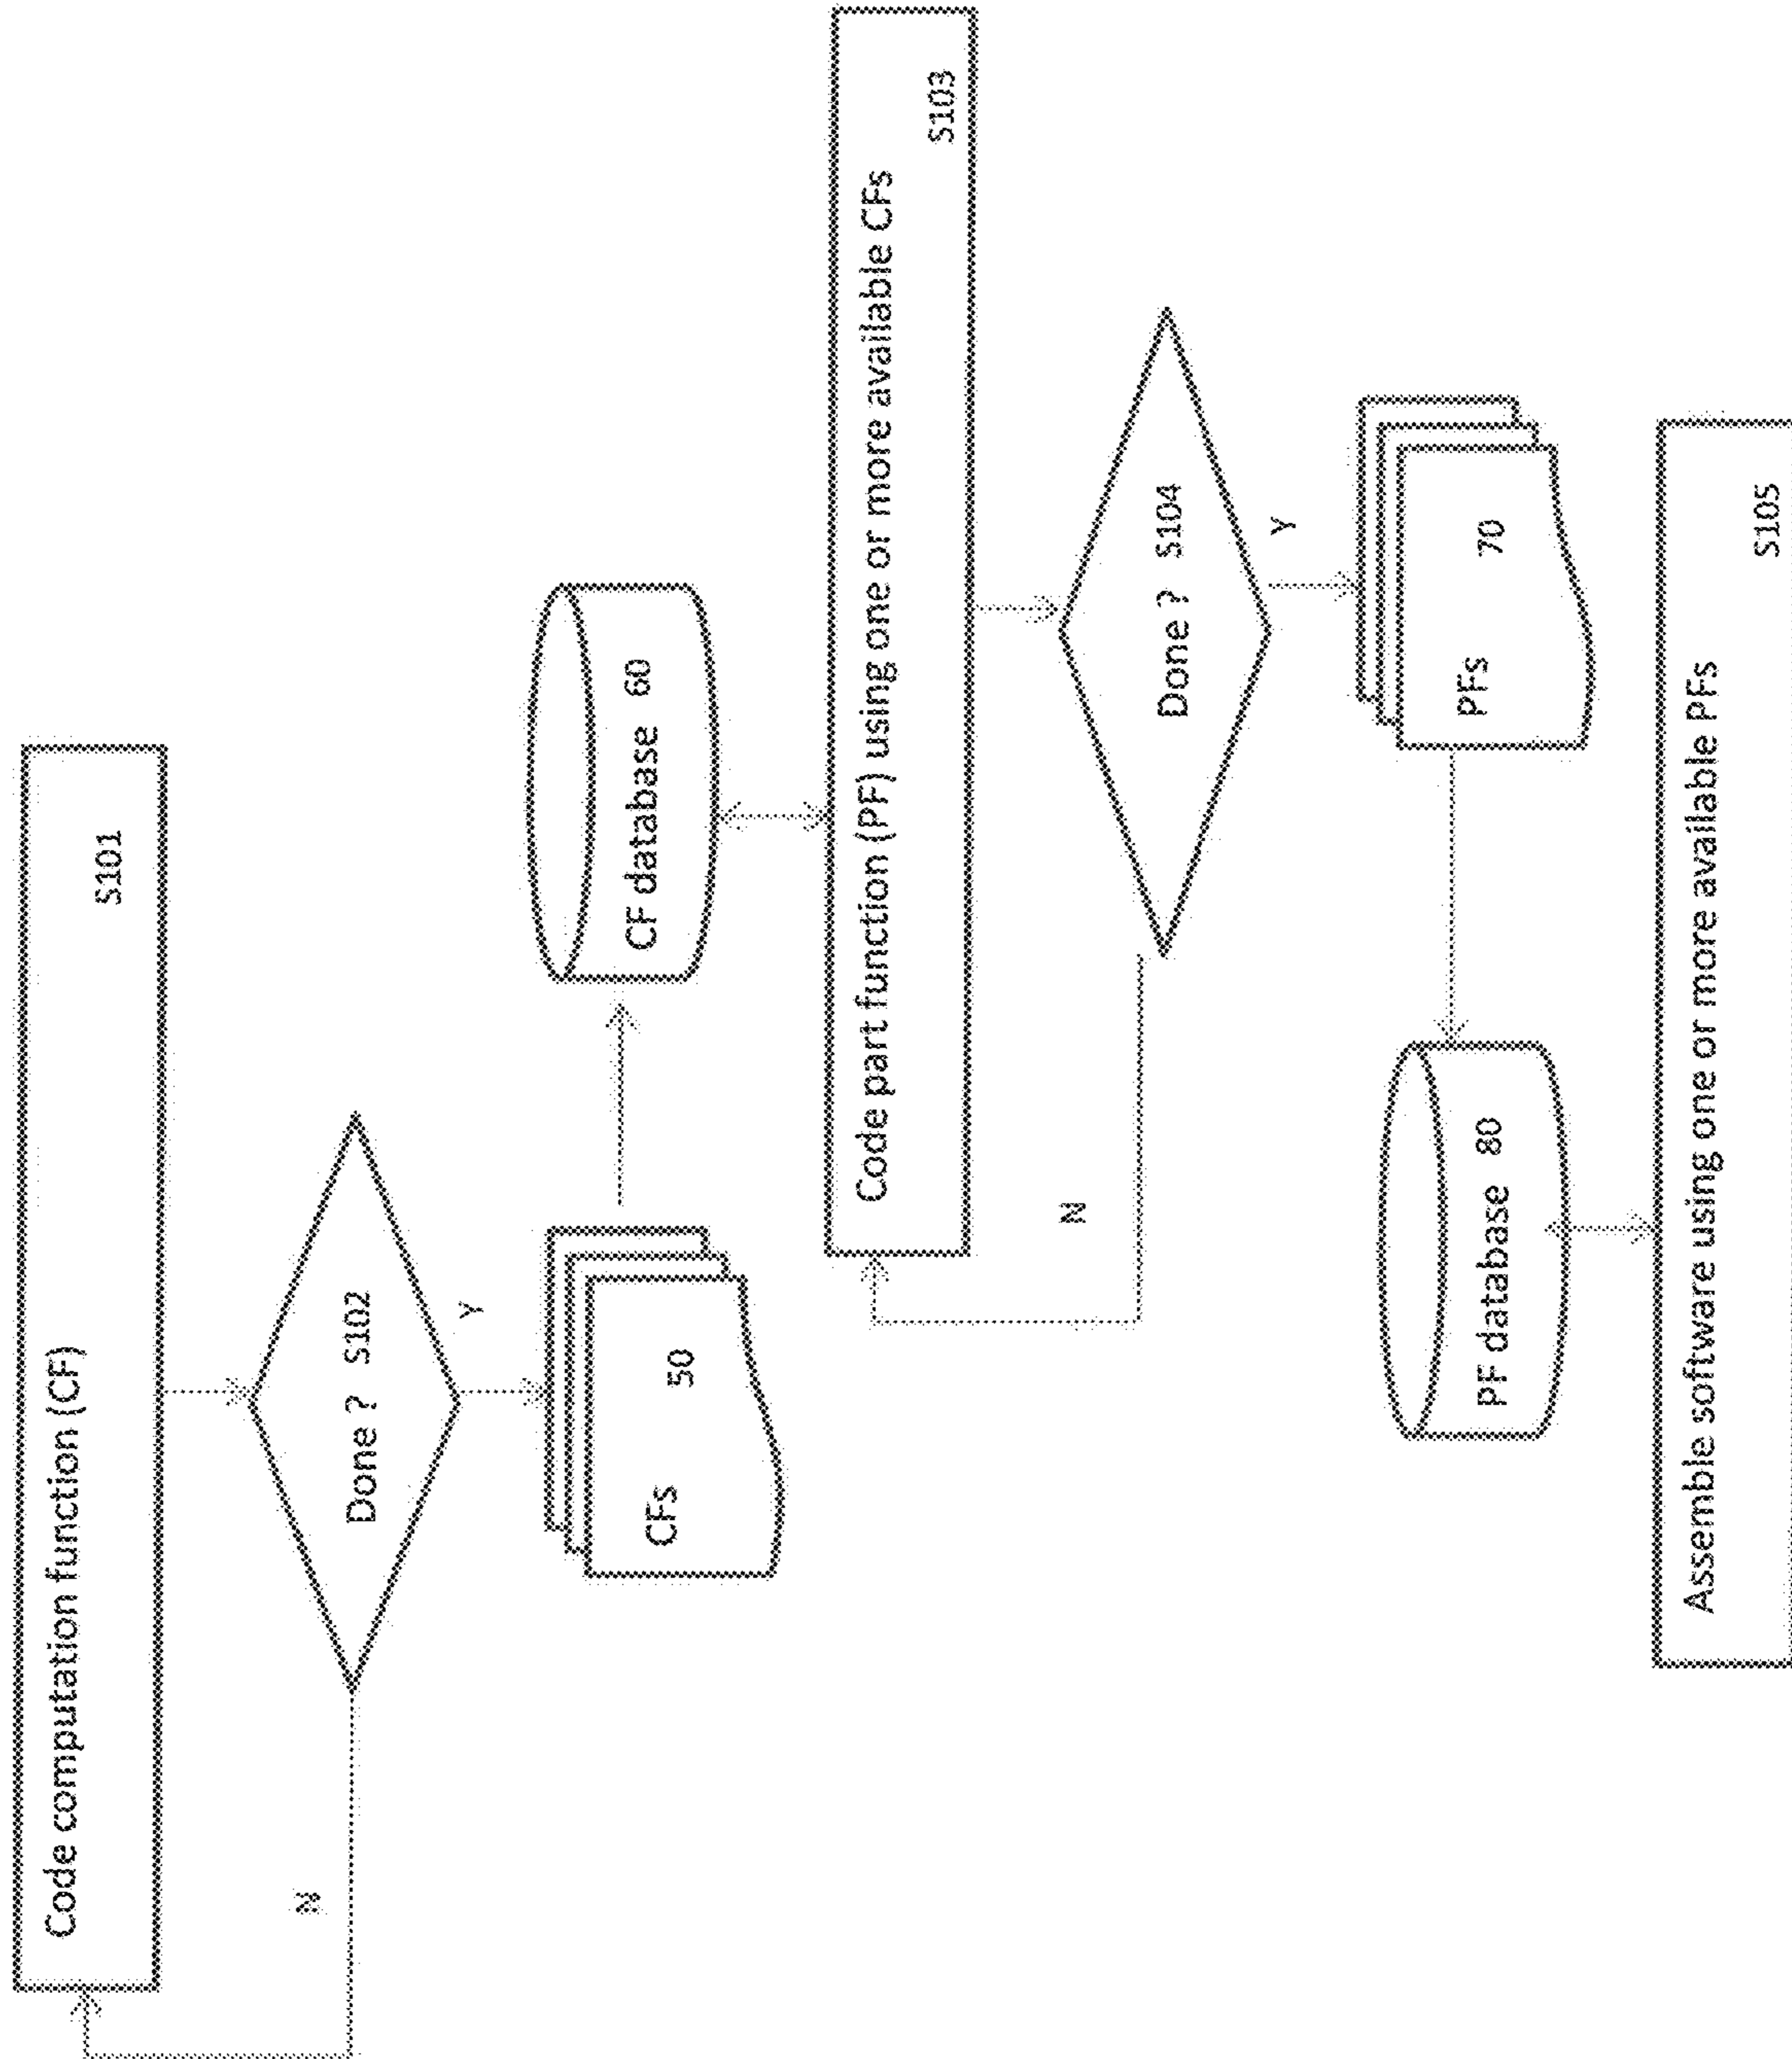 Code computation function (CF)
S101
Done ? S102
N
Y
CFs 50
CF database 60
Code part function (PF) using one or more available CFs
S103
Done ? S104
N
Y
PFs 70
PF database 80
Assemble software using one or more available PFs
S105